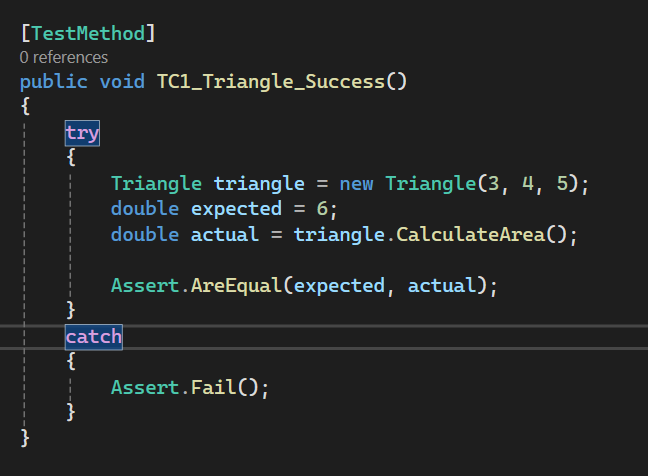 [TestMethod]
0 references
public void TC1_Triangle_Success()
{
try
{
Triangle triangle = new Triangle(3, 4, 5);
double expected = 6;
double actual = triangle.CalculateArea();
Assert.AreEqual(expected, actual);
}
catch
{
Assert.Fail();
}
}